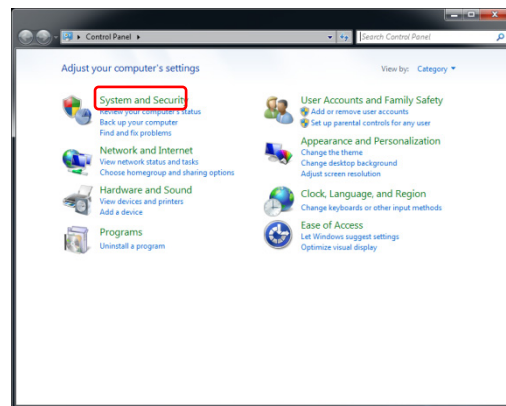 Control Panel
Search Control Panel
Adjust your computer's settings
View by: Category
System and Security
Review your computer's status
Back up your computer
Find and fix problems
Network and Internet
View network status and tasks
Choose homegroup and sharing options
Hardware and Sound
View devices and printers
Add a device
Programs
Uninstall a program
User Accounts and Family Safety
Add or remove user accounts
Set up parental controls for any user
Appearance and Personalization
Change the theme
Change desktop background
Adjust screen resolution
Clock, Language, and Region
Change keyboards or other input methods
Ease of Access
Let Windows suggest settings
Optimize visual display